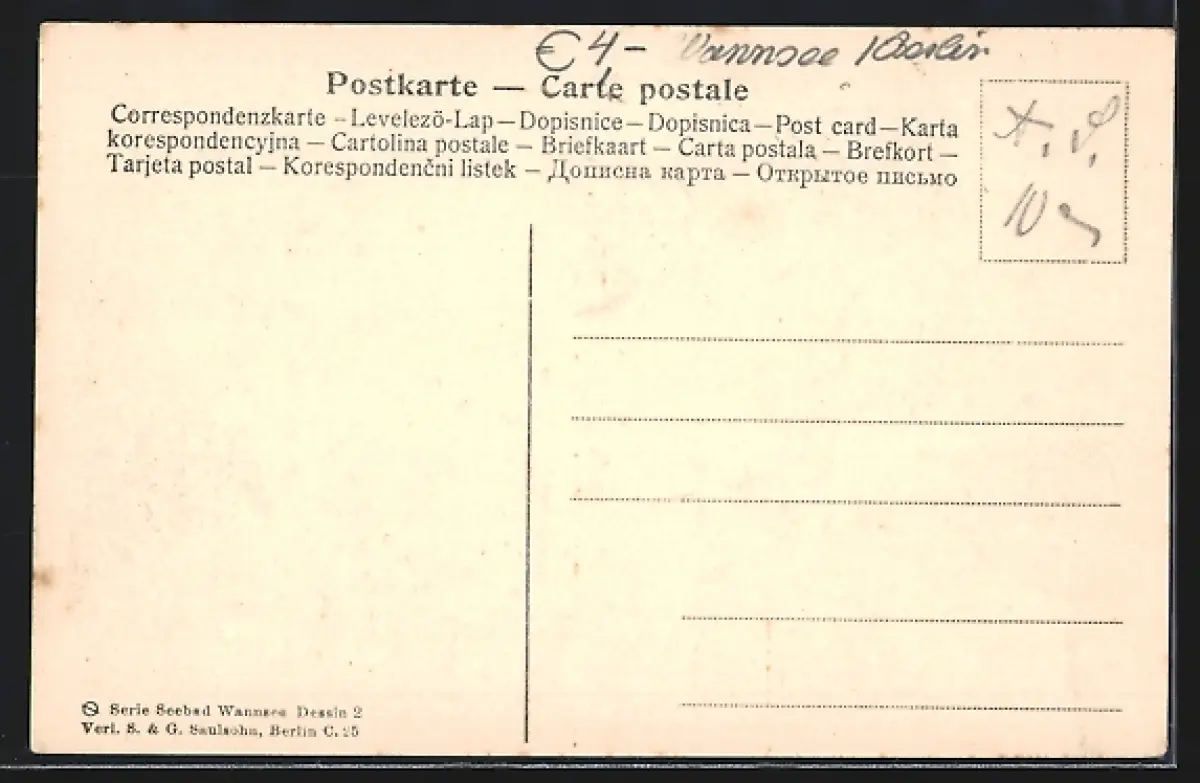 € 4 - Wannsee Berlin
Postkarte — Carte postale
Correspondenzkarte – Levelezö-Lap — Dopisnice — Dopisnica — Post card — Karta
korespondencyjna — Cartolina postale — Briefkaart — Carta postala — Brefkort —
Tarjeta postal — Korespondenčni listek — Дописна карта — Открытое письмо
Serie Seebad Wannsee Dessin 2
Verl. S. & G. Saulsohn, Berlin C. 25